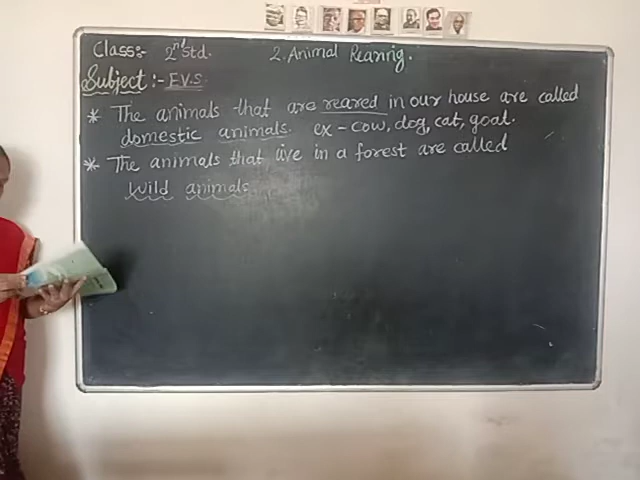 Class:- 2nd Std. 2. Animal Rearing.
Subject :- E.V.S
* The animals that are reared in our house are called
domestic animals. ex - cow, dog, cat, goat.
* The animals that live in a forest are called
Wild animals.